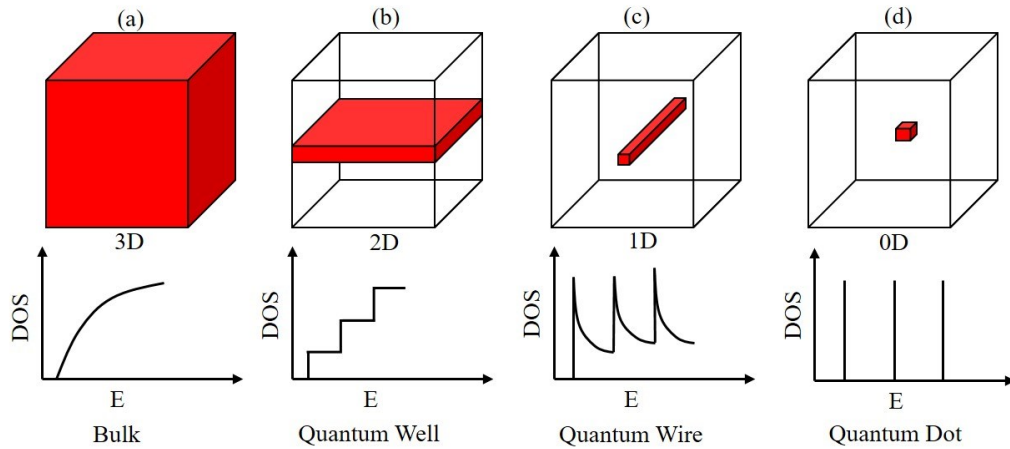 (a) (b) (c) (d)
3D 2D 1D 0D
DOS DOS DOS DOS
E E E E
Bulk Quantum Well Quantum Wire Quantum Dot